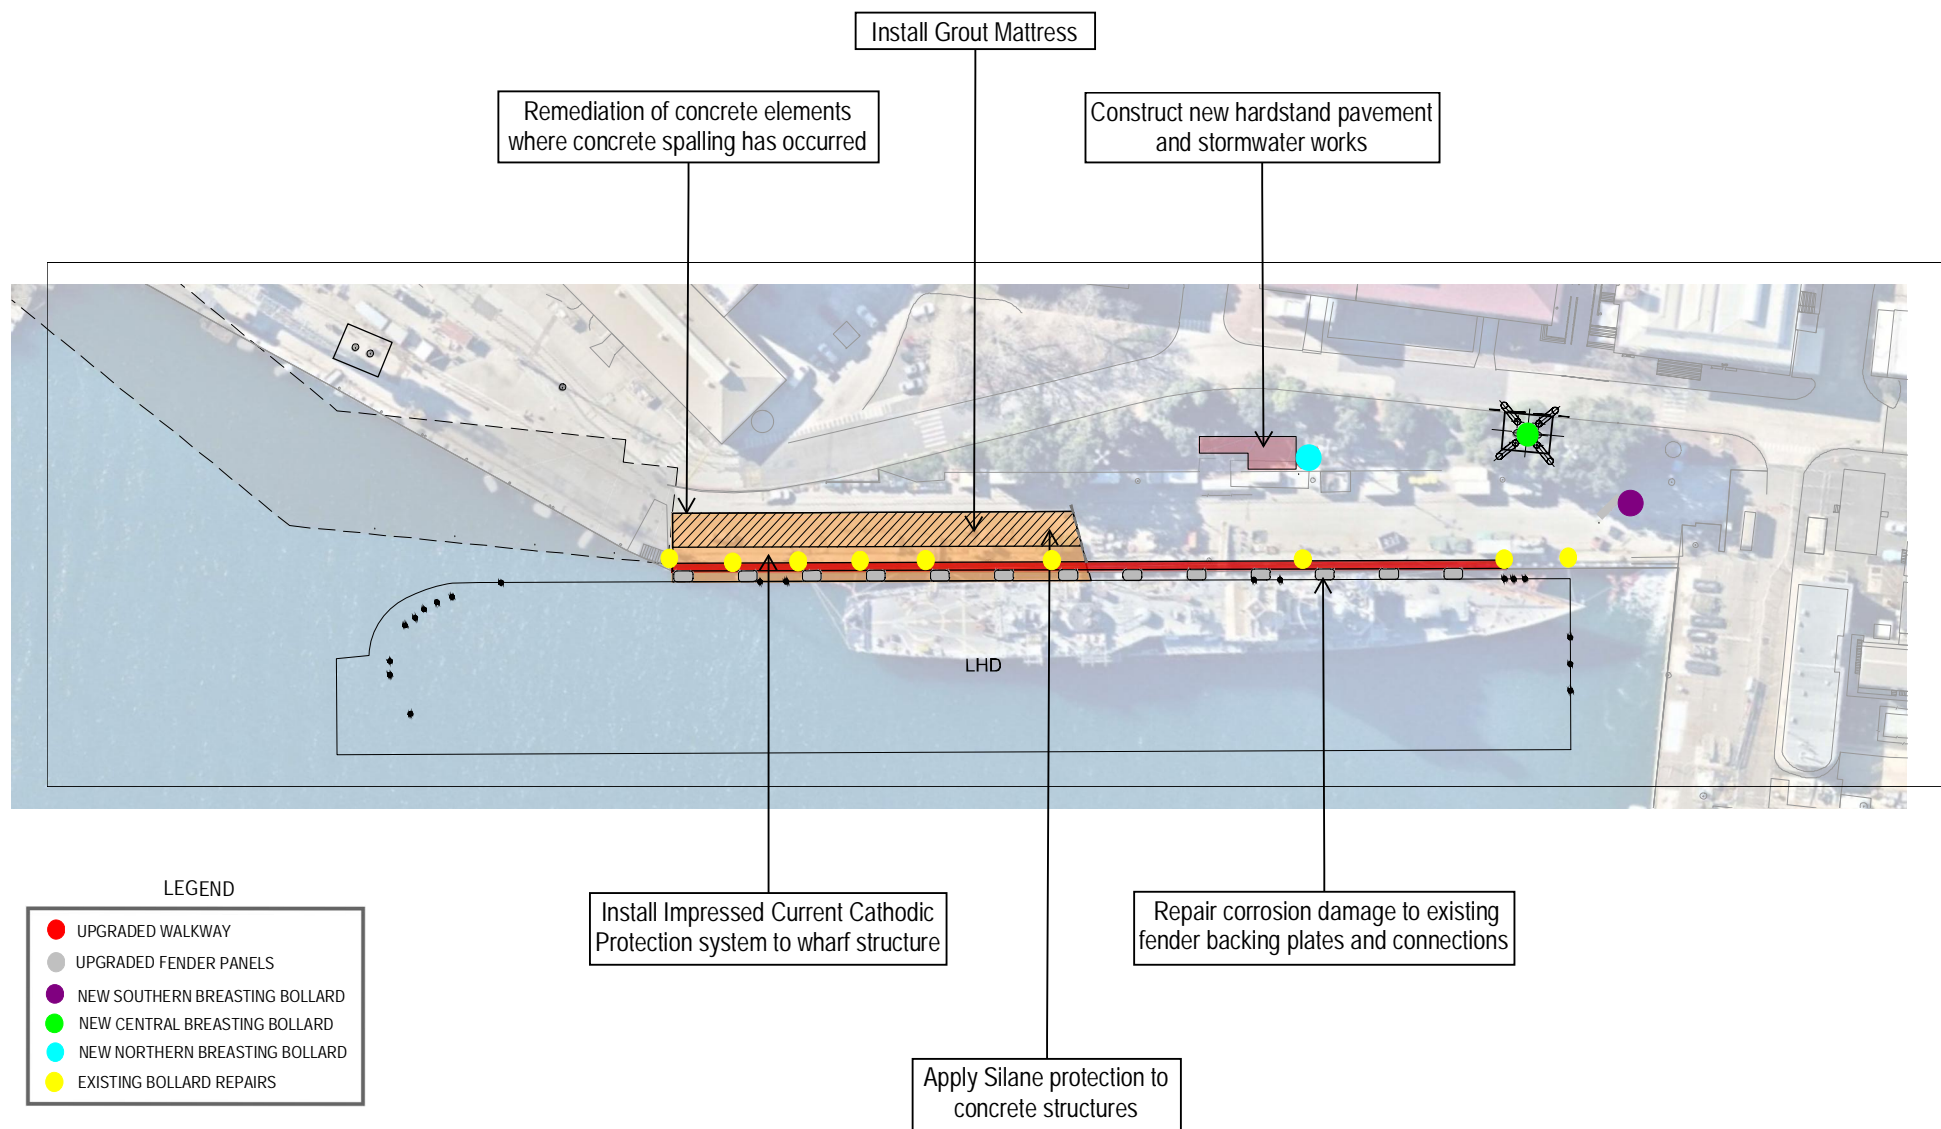 Install Grout Mattress
Remediation of concrete elements
where concrete spalling has occurred
Construct new hardstand pavement
and stormwater works
LHD
LEGEND
UPGRADED WALKWAY
UPGRADED FENDER PANELS
NEW SOUTHERN BREASTING BOLLARD
NEW CENTRAL BREASTING BOLLARD
NEW NORTHERN BREASTING BOLLARD
EXISTING BOLLARD REPAIRS
Install Impressed Current Cathodic
Protection system to wharf structure
Repair corrosion damage to existing
fender backing plates and connections
Apply Silane protection to
concrete structures